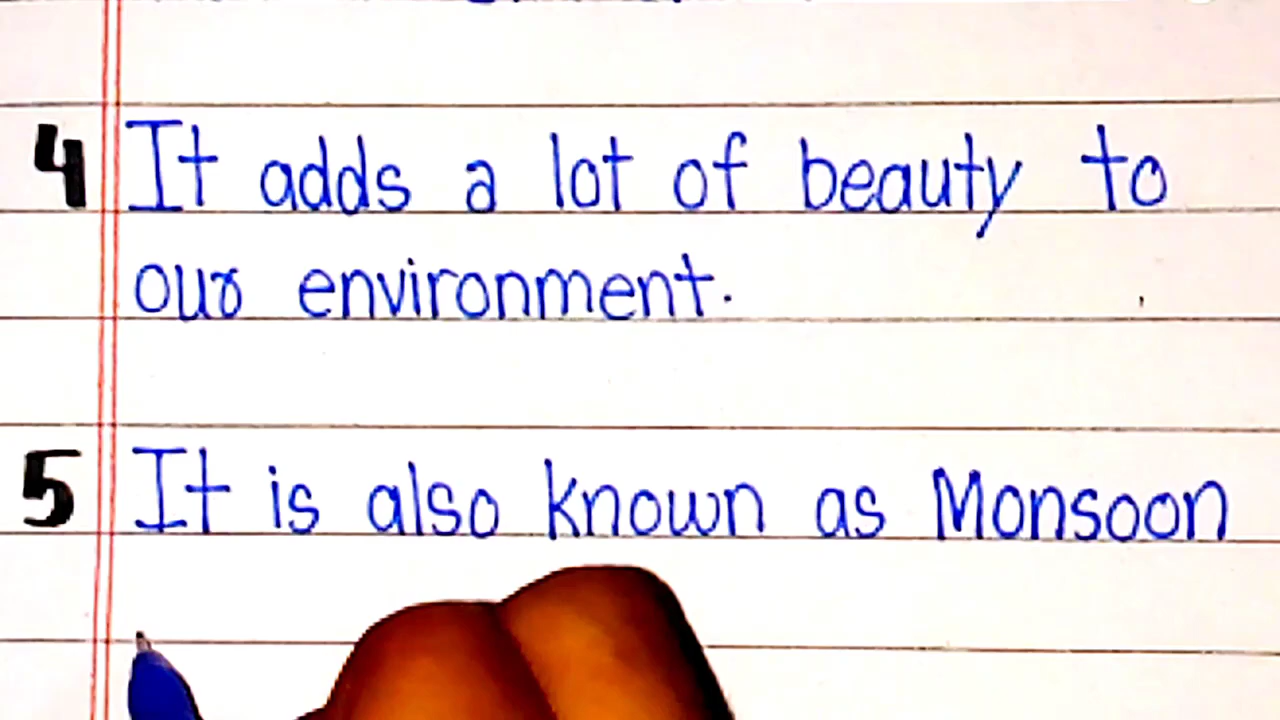 4 It adds a lot of beauty to
our environment.
5 It is also known as Monsoon